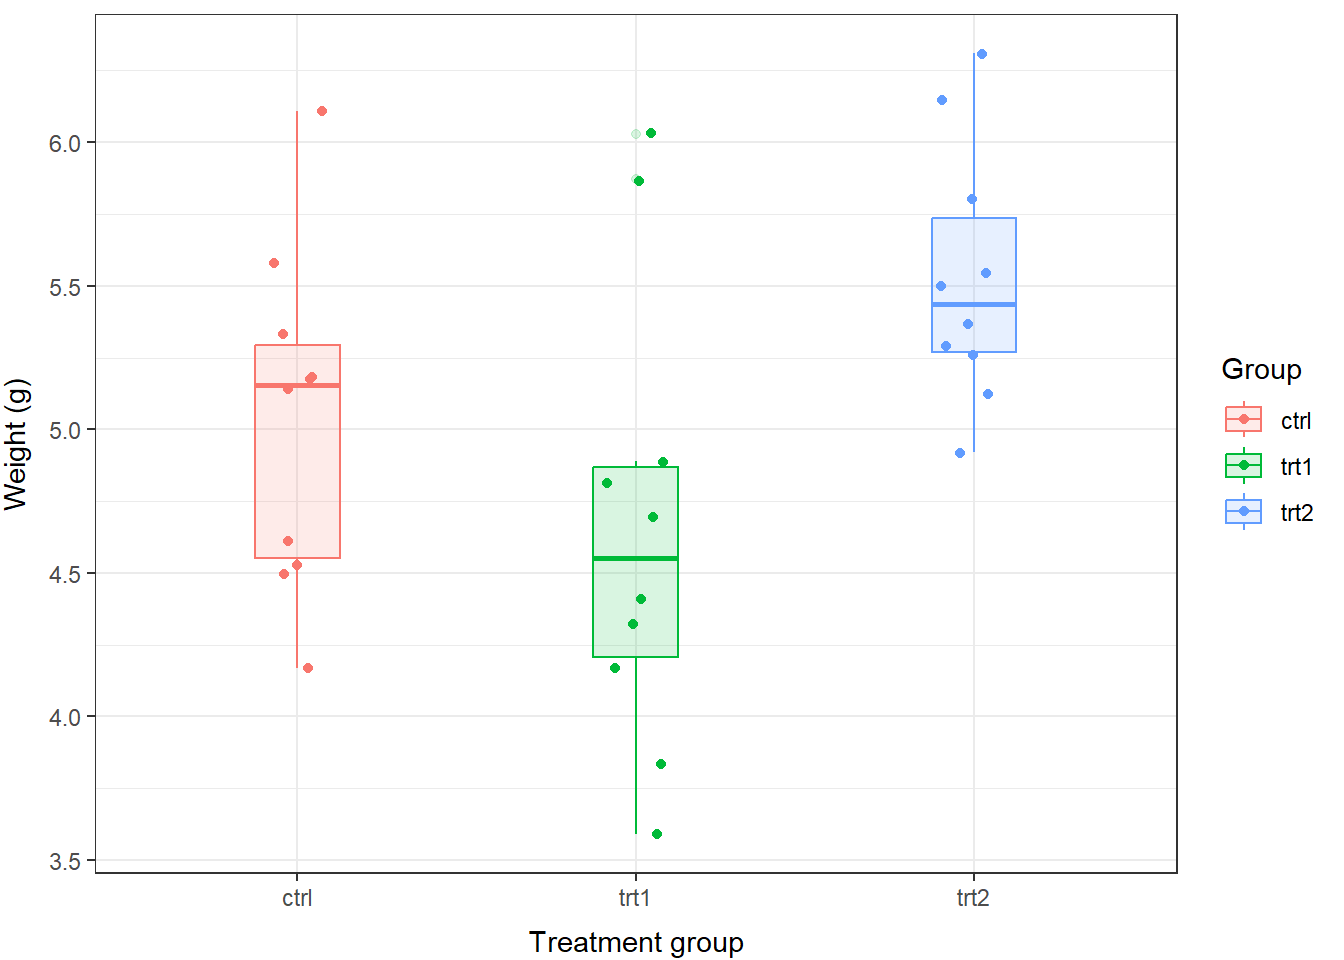 Weight (g)
6.0
5.5
5.0
4.5
4.0
3.5
ctrl
trt1
trt2
Treatment group
Group
ctrl
trt1
trt2